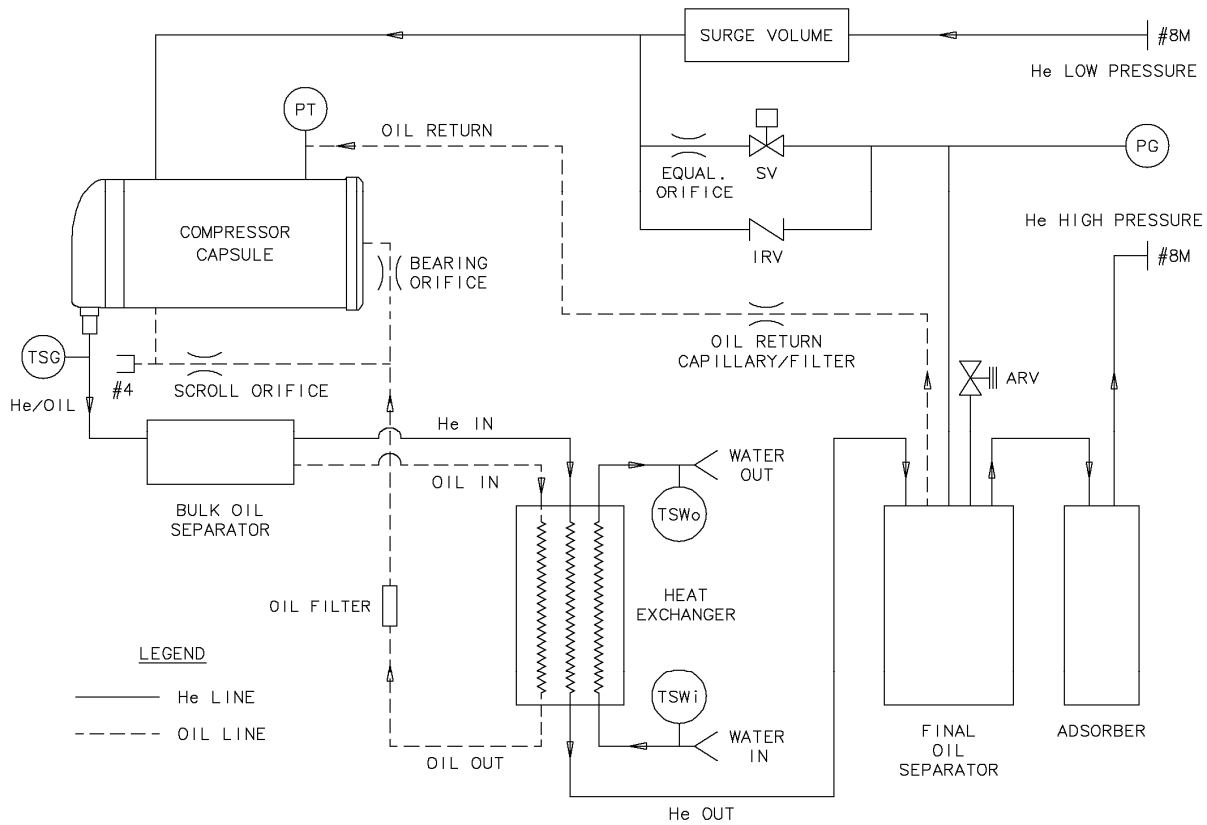 SURGE VOLUME
#8M
He LOW PRESSURE
PT
OIL RETURN
EQUAL.
ORIFICE
SV
PG
IRV
He HIGH PRESSURE
#8M
COMPRESSOR
CAPSULE
BEARING
ORIFICE
OIL RETURN
CAPILLARY/FILTER
TSG
#4
SCROLL ORIFICE
ARV
He/OIL
He IN
OIL IN
WATER
OUT
TSWo
BULK OIL
SEPARATOR
OIL FILTER
HEAT
EXCHANGER
LEGEND
He LINE
OIL LINE
TSWi
WATER
IN
OIL OUT
He OUT
FINAL
OIL
SEPARATOR
ADSORBER